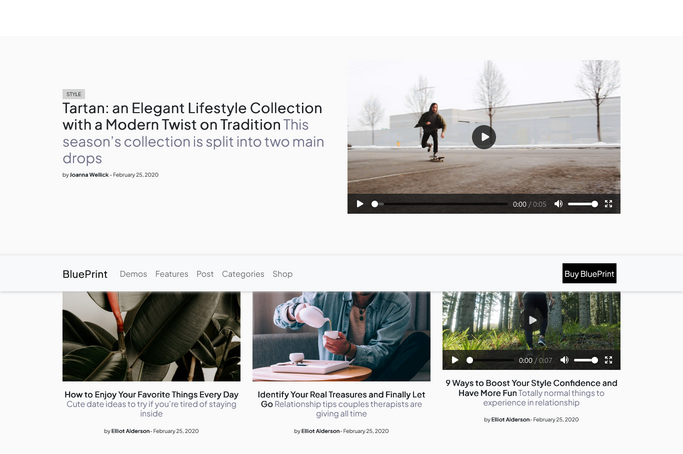 STYLE
Tartan: an Elegant Lifestyle Collection
with a Modern Twist on Tradition This
season's collection is split into two main
drops
by Joanna Wellick - February 25, 2020
0:00 / 0:05
BluePrint Demos Features Post Categories Shop Buy BluePrint
0:00 / 0:07
How to Enjoy Your Favorite Things Every Day
Cute date ideas to try if you're tired of staying
inside
by Elliot Alderson- February 25, 2020
Identify Your Real Treasures and Finally Let
Go Relationship tips couples therapists are
giving all time
by Elliot Alderson- February 25, 2020
9 Ways to Boost Your Style Confidence and
Have More Fun Totally normal things to
experience in relationship
by Elliot Alderson - February 25, 2020